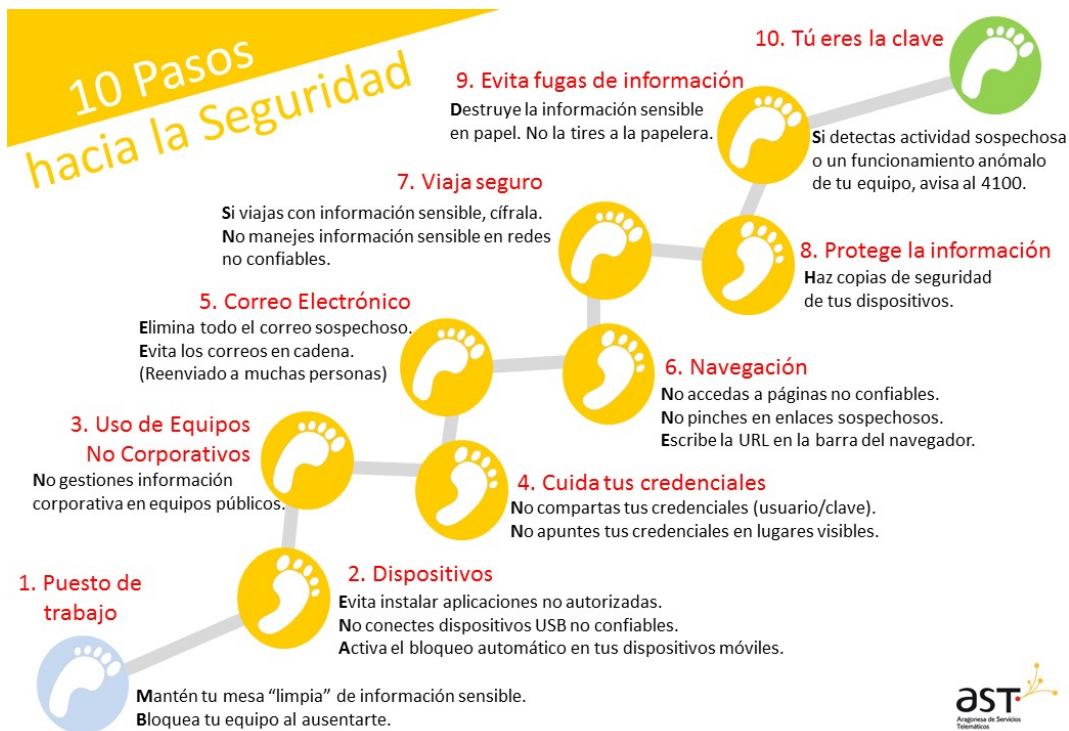 10 Pasos
hacia la Seguridad
1. Puesto de
trabajo
Mantén tu mesa “limpia” de información sensible.
Bloquea tu equipo al ausentarte.
2. Dispositivos
Evita instalar aplicaciones no autorizadas.
No conectes dispositivos USB no confiables.
Activa el bloqueo automático en tus dispositivos móviles.
3. Uso de Equipos
No Corporativos
No gestiones información
corporativa en equipos públicos.
4. Cuida tus credenciales
No compartas tus credenciales (usuario/clave).
No apuntes tus credenciales en lugares visibles.
5. Correo Electrónico
Elimina todo el correo sospechoso.
Evita los correos en cadena.
(Reenviado a muchas personas)
6. Navegación
No accedas a páginas no confiables.
No pinches en enlaces sospechosos.
Escribe la URL en la barra del navegador.
7. Viaja seguro
Si viajas con información sensible, cífrala.
No manejes información sensible en redes
no confiables.
8. Protege la información
Haz copias de seguridad
de tus dispositivos.
9. Evita fugas de información
Destruye la información sensible
en papel. No la tires a la papelera.
10. Tú eres la clave
Si detectas actividad sospechosa
o un funcionamiento anómalo
de tu equipo, avisa al 4100.
aST
Aragonesa de Servicios
Telemáticos